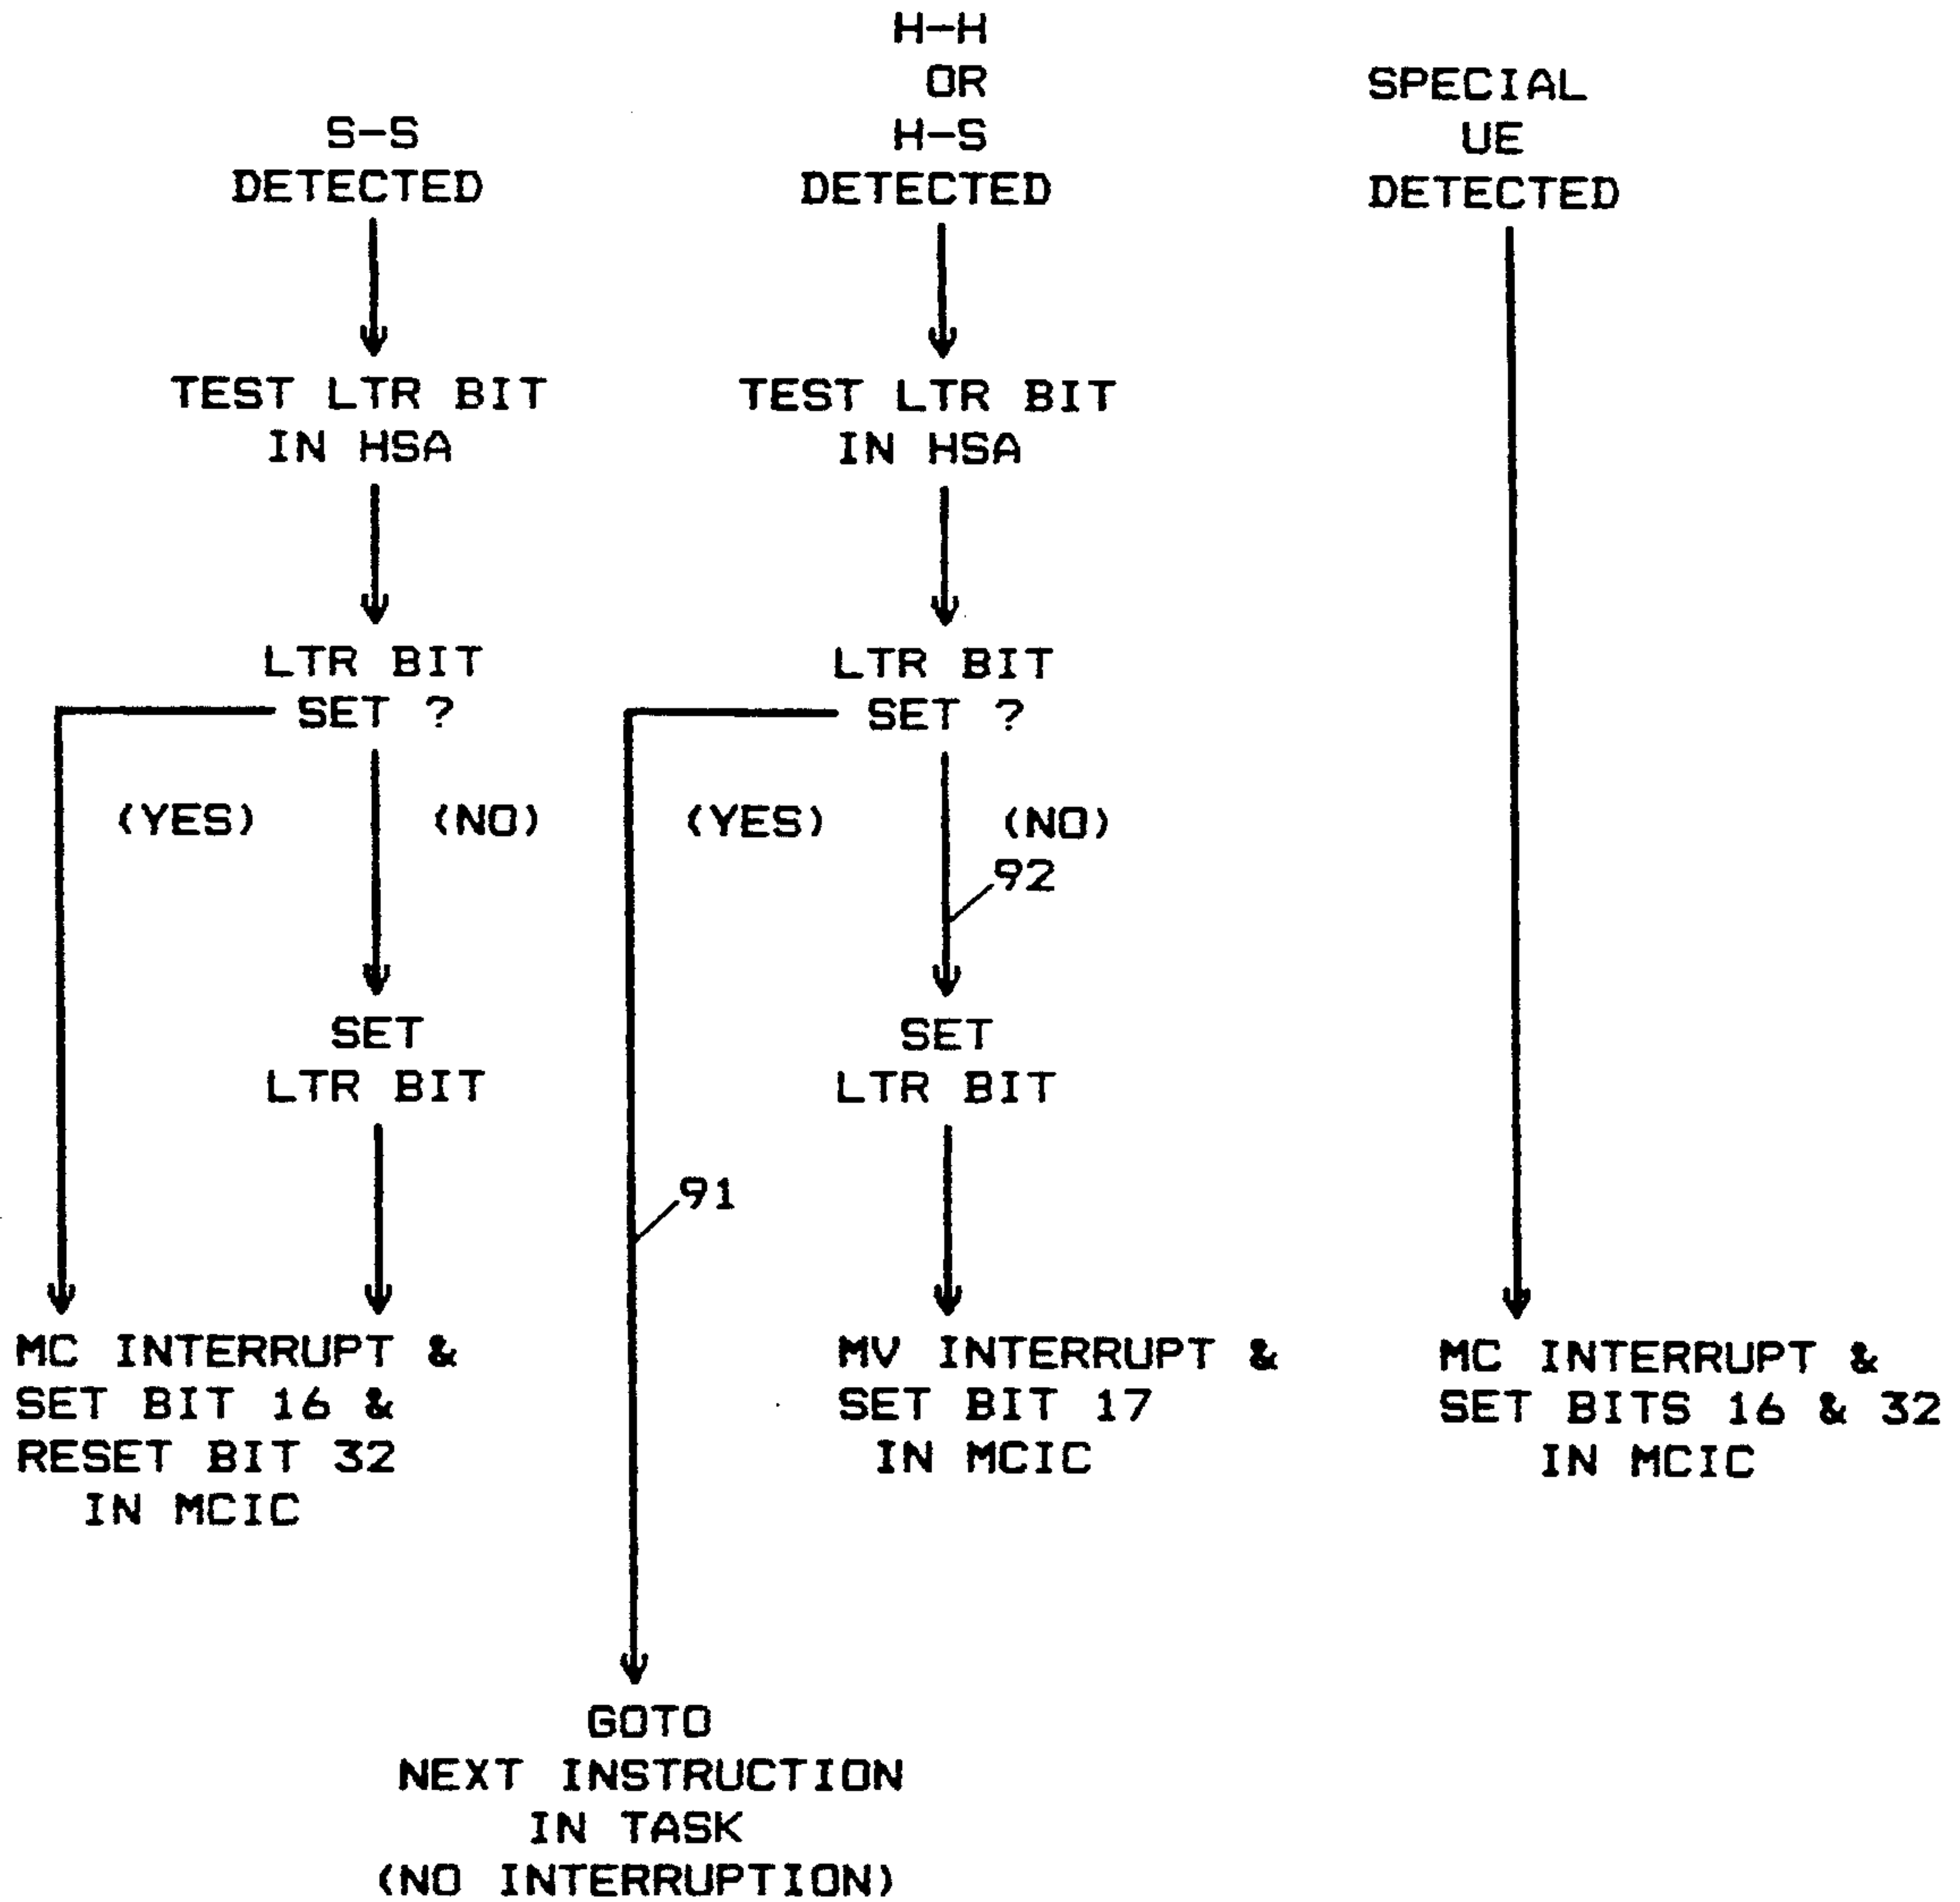 S-S
DETECTED
TEST LTR BIT
IN HSA
LTR BIT
SET ?
(YES)
(NO)
SET
LTR BIT
MC INTERRUPT &
SET BIT 16 &
RESET BIT 32
IN MCIC
H-H
OR
H-S
DETECTED
TEST LTR BIT
IN HSA
LTR BIT
SET ?
(YES)
(NO)
92
SET
LTR BIT
91
MV INTERRUPT &
SET BIT 17
IN MCIC
GOTO
NEXT INSTRUCTION
IN TASK
(NO INTERRUPTION)
SPECIAL
UE
DETECTED
MC INTERRUPT &
SET BITS 16 & 32
IN MCIC